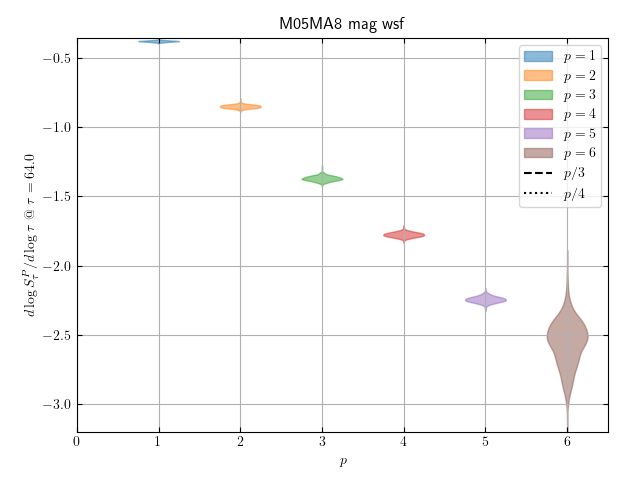 M05MA8 mag wsf
−0.5
−1.0
−1.5
−2.0
−2.5
−3.0
d log S_τ^P / d log τ @ τ = 64.0
0 1 2 3 4 5 6
p
p = 1
p = 2
p = 3
p = 4
p = 5
p = 6
p/3
p/4